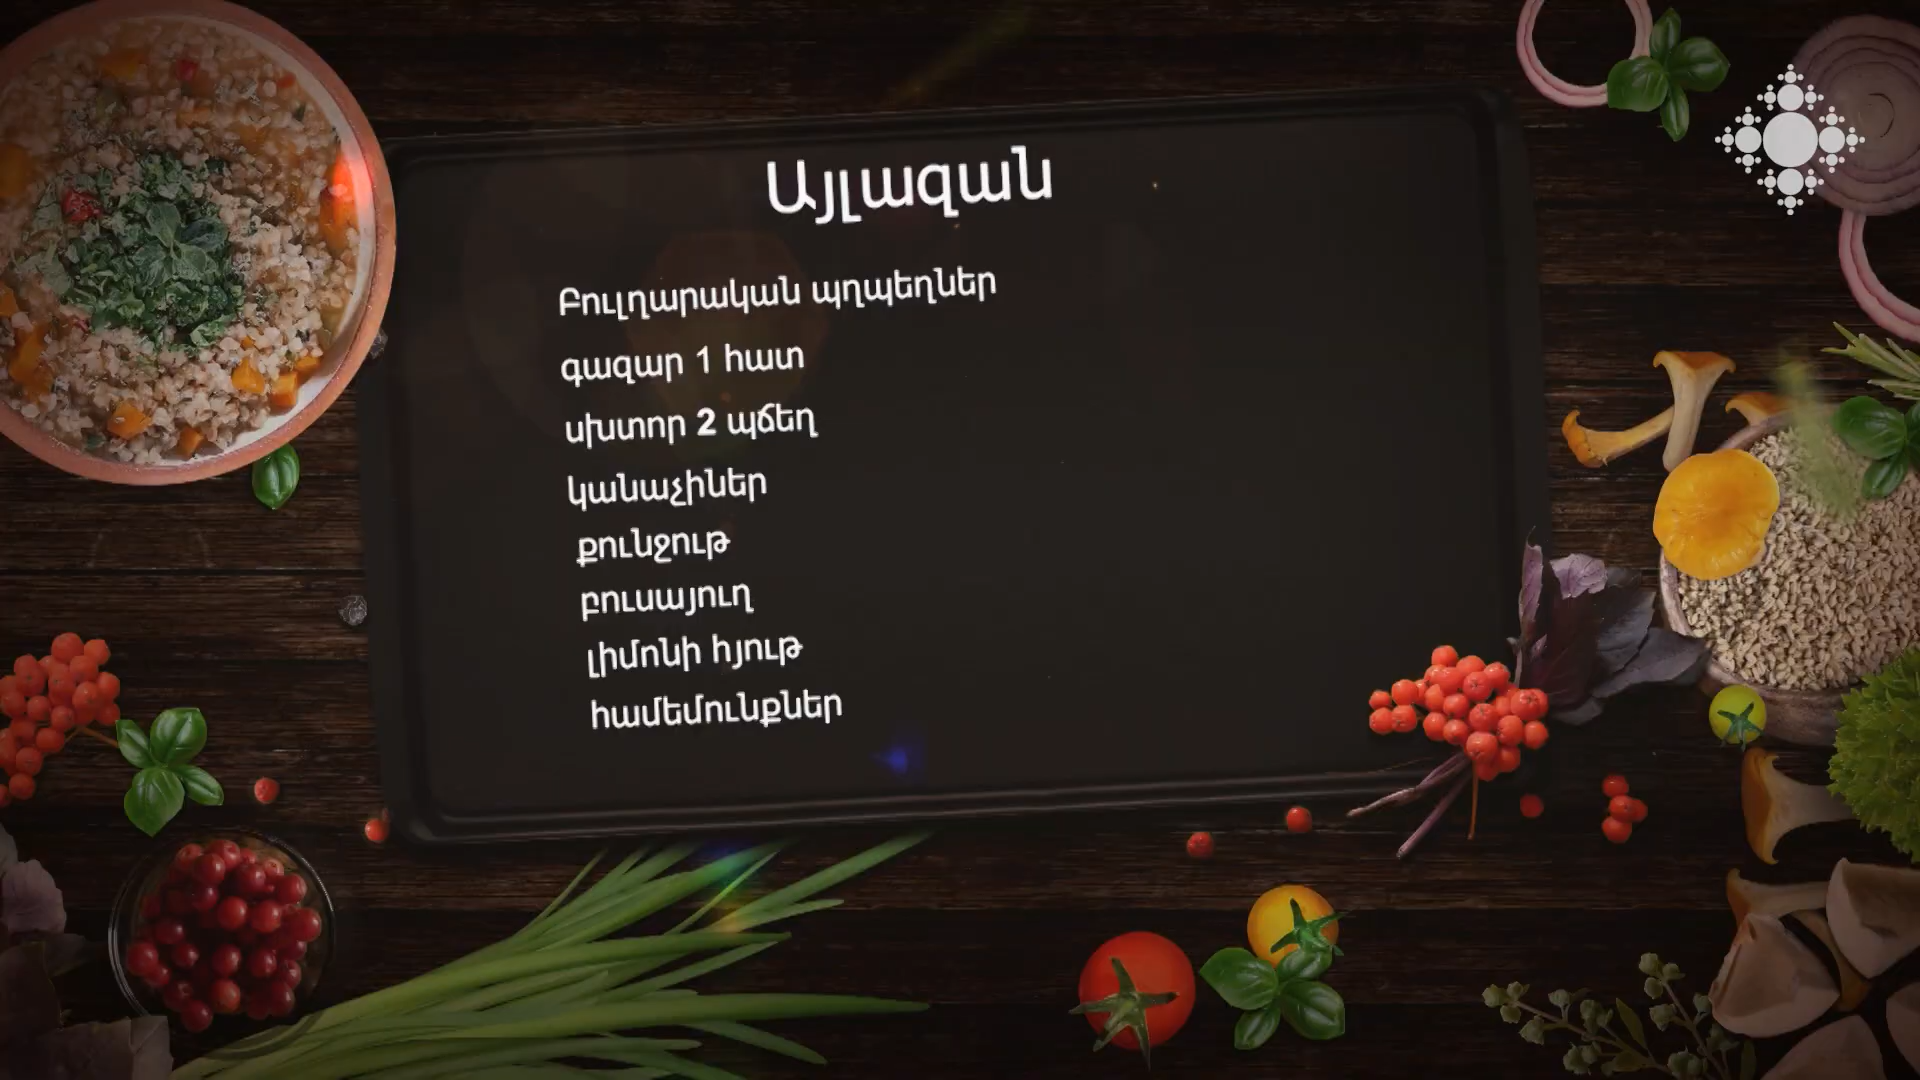 Այլազան
Բուլղարական պղպեղներ
գազար 1 հատ
սխտոր 2 պճեղ
կանաչիներ
քունջութ
բուսայուղ
լիմոնի հյութ
համեմունքներ